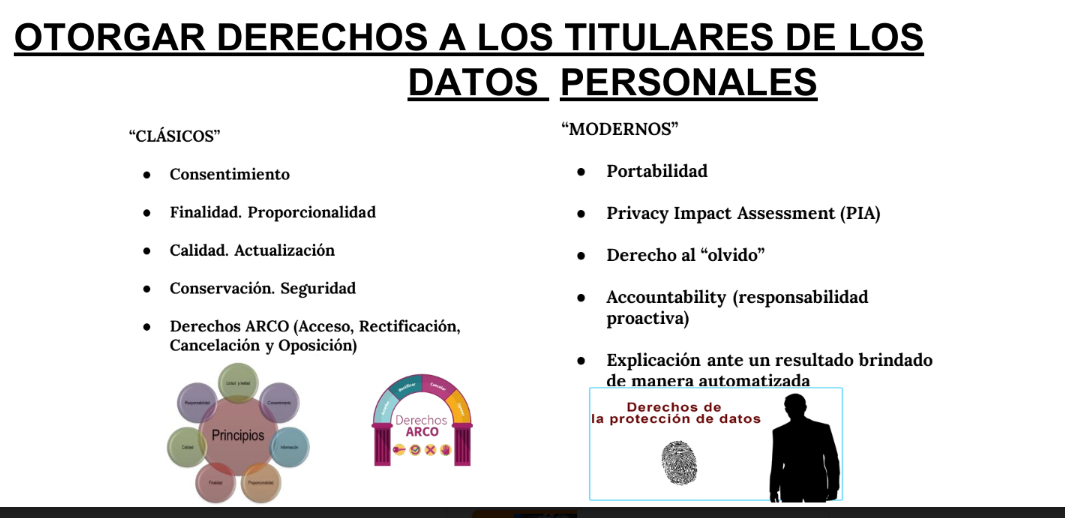 OTORGAR DERECHOS A LOS TITULARES DE LOS
DATOS PERSONALES
“CLÁSICOS”
● Consentimiento
● Finalidad. Proporcionalidad
● Calidad. Actualización
● Conservación. Seguridad
● Derechos ARCO (Acceso, Rectificación,
Cancelación y Oposición)
Licitud y lealtad
Consentimiento
Información
Proporcionalidad
Finalidad
Calidad
Responsabilidad
Principios
Rectificar
Cancelar
Derechos
ARCO
“MODERNOS”
● Portabilidad
● Privacy Impact Assessment (PIA)
● Derecho al “olvido”
● Accountability (responsabilidad
proactiva)
● Explicación ante un resultado brindado
de manera automatizada
Derechos de
la protección de datos